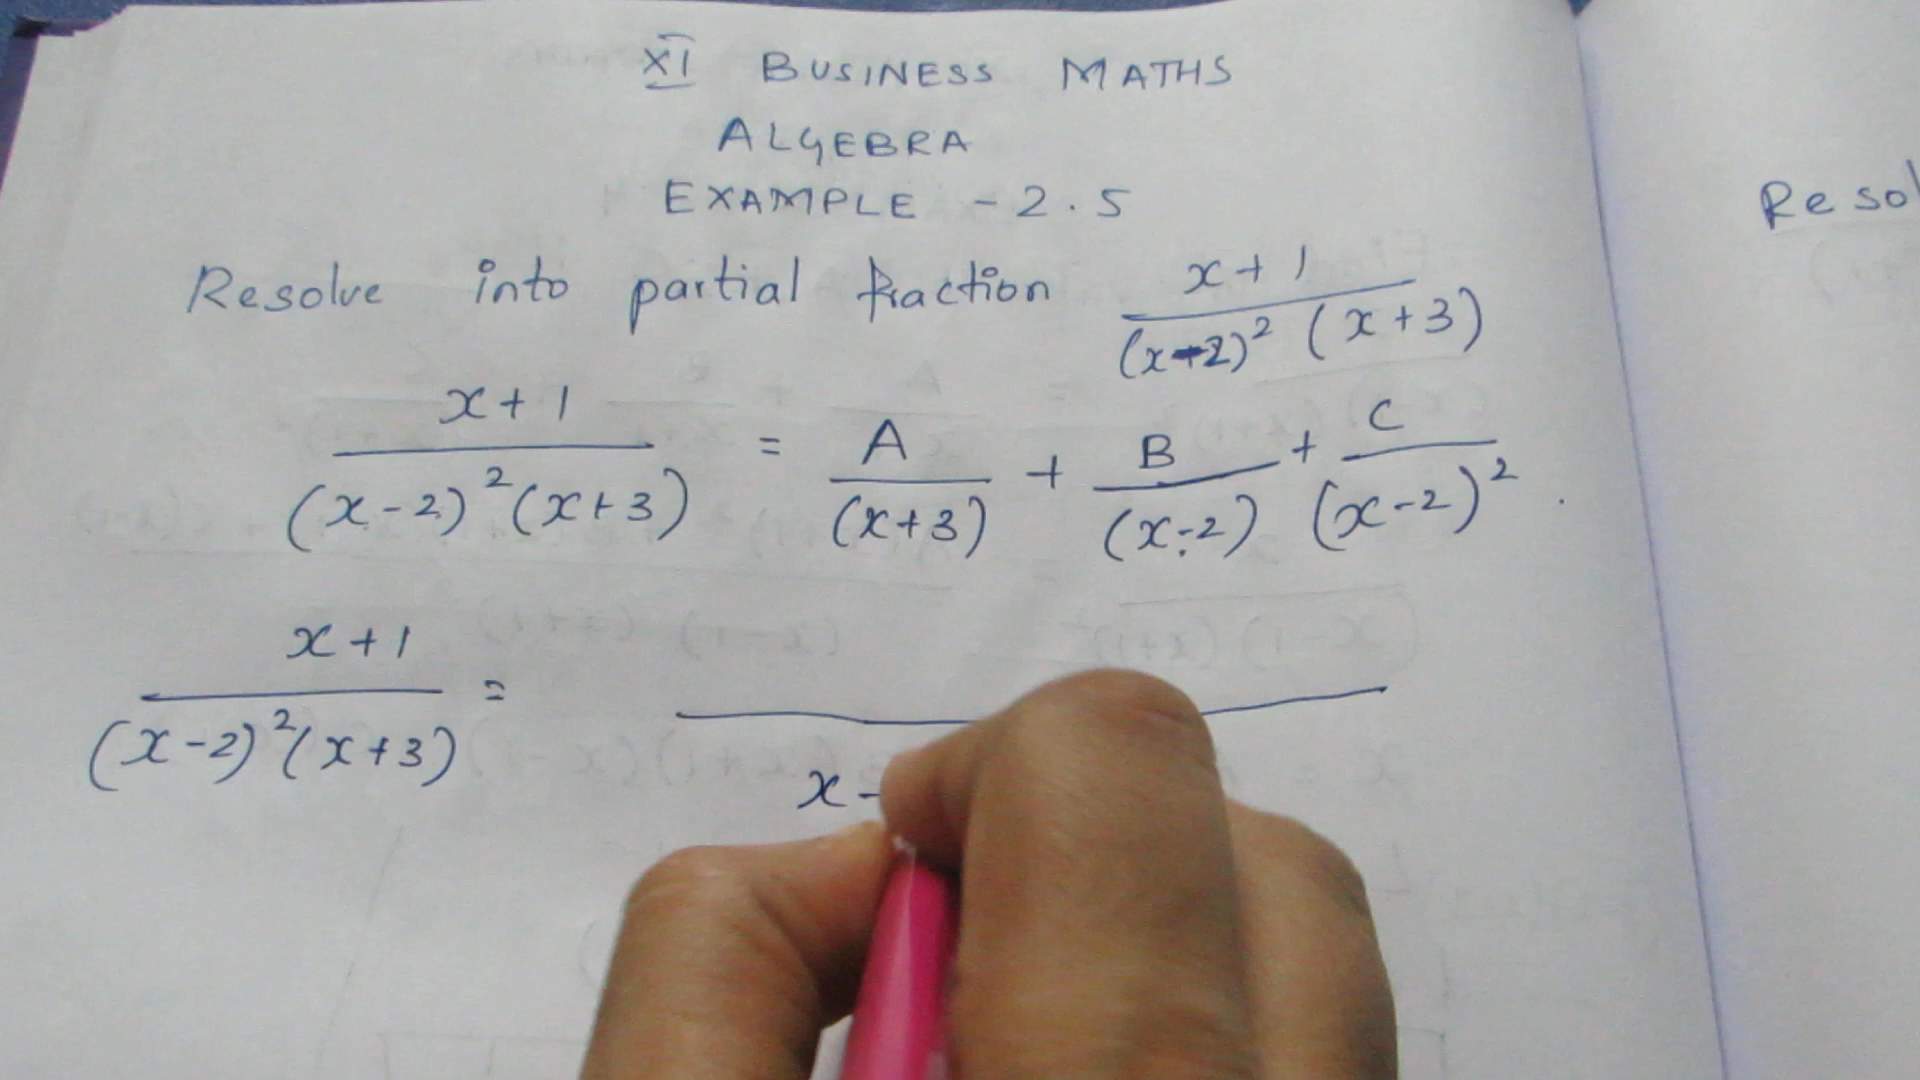 XI BUSINESS MATHS
ALGEBRA
EXAMPLE - 2.5
Resolve into partial fraction (x+1)/((x-2)²(x+3))
(x+1)/((x-2)²(x+3)) = A/(x+3) + B/(x-2) + C/(x-2)² .
(x+1)/((x-2)²(x+3)) =
x-
Resol